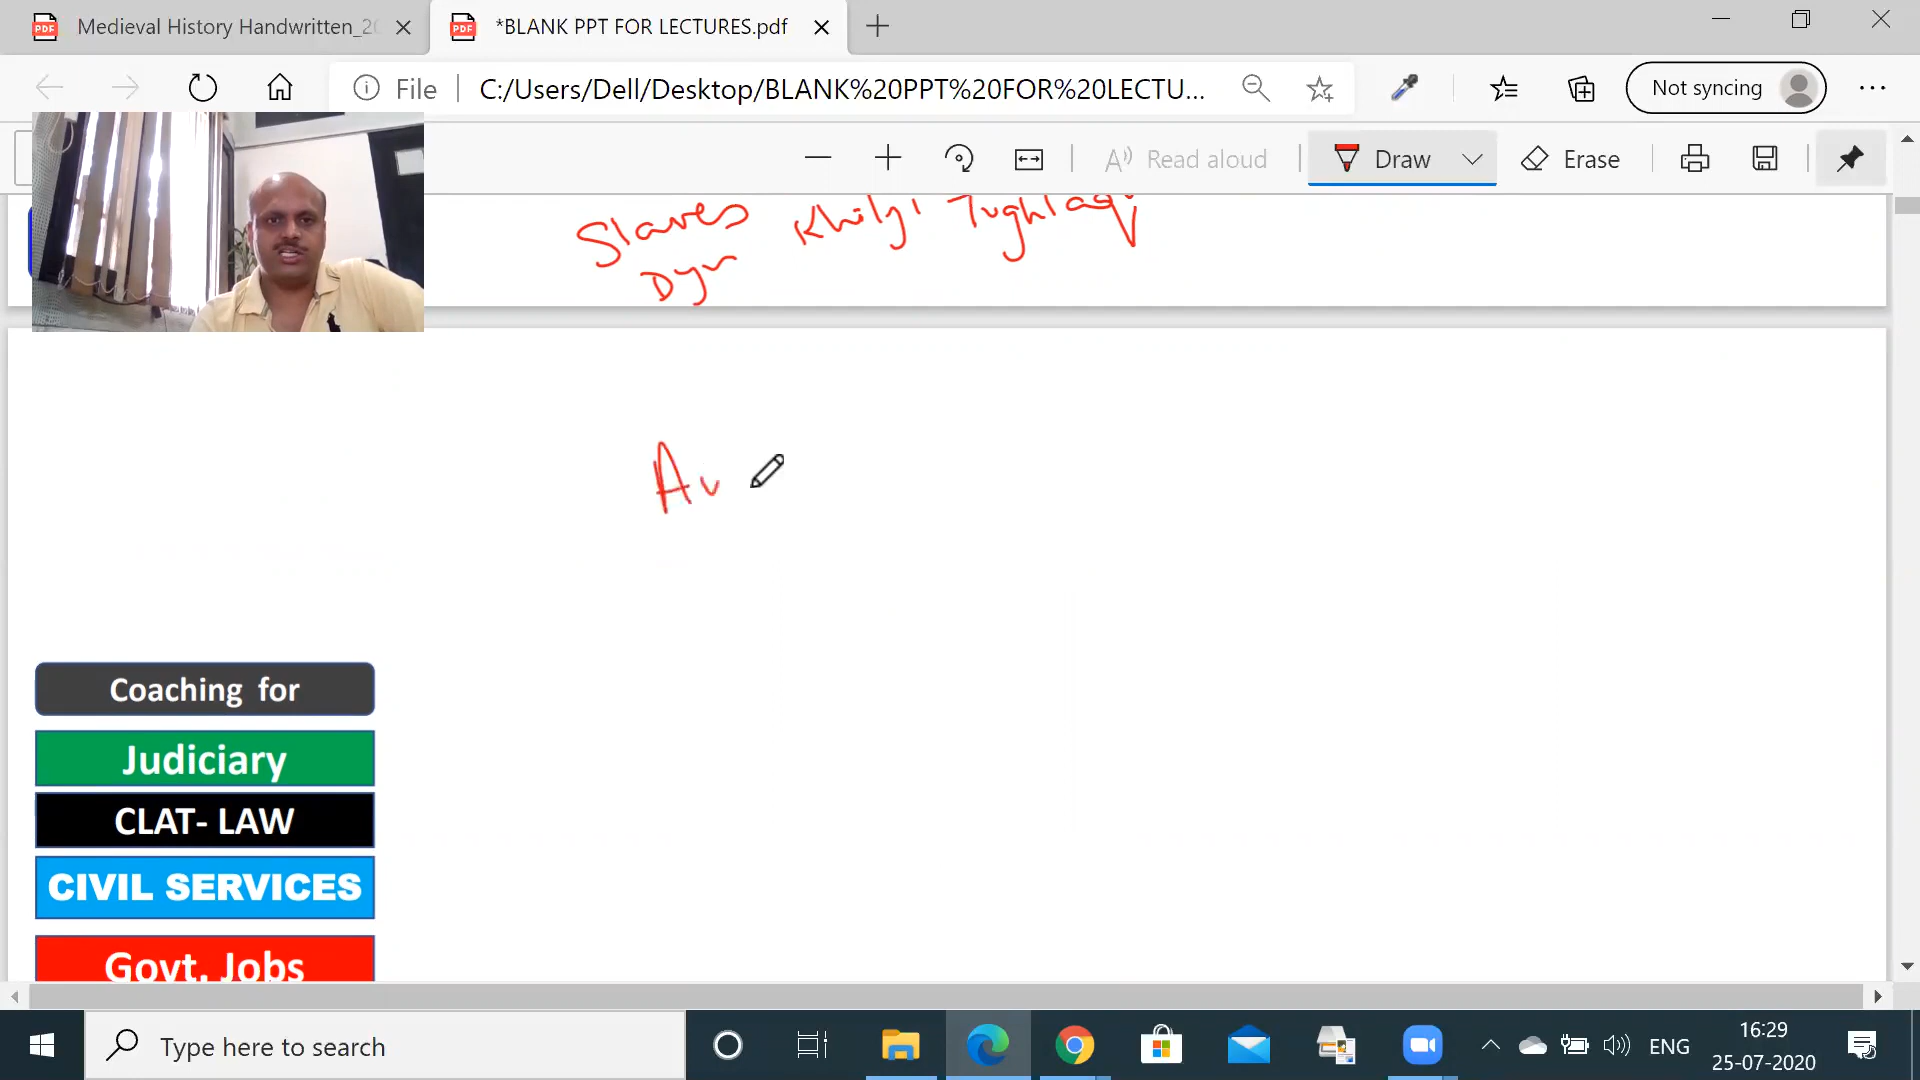 Medieval History Handwritten_20
*BLANK PPT FOR LECTURES.pdf
File
C:/Users/Dell/Desktop/BLANK%20PPT%20FOR%20LECTU...
Not syncing
Read aloud
Draw
Erase
Slaves Khilgi Tughlaq
Dyn
Av
Coaching for
Judiciary
CLAT- LAW
CIVIL SERVICES
Govt. Jobs
Type here to search
ENG
16:29
25-07-2020